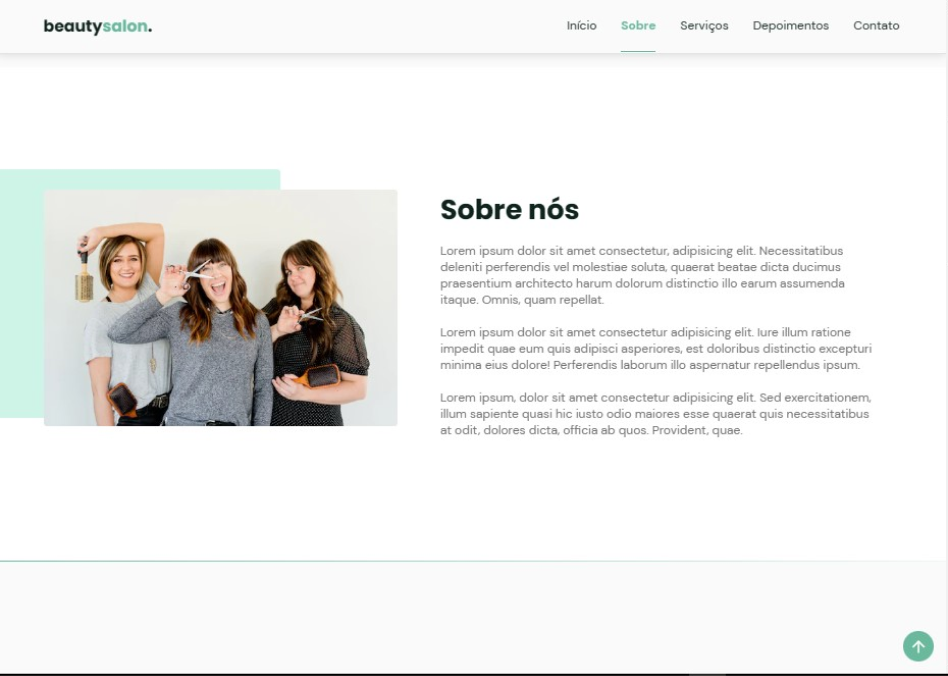 beautysalon.
Início Sobre Serviços Depoimentos Contato
Sobre nós
Lorem ipsum dolor sit amet consectetur, adipisicing elit. Necessitatibus
deleniti perferendis vel molestiae soluta, quaerat beatae dicta ducimus
praesentium architecto harum dolorum distinctio illo earum assumenda
itaque. Omnis, quam repellat.
Lorem ipsum dolor sit amet consectetur adipisicing elit. Iure illum ratione
impedit quae eum quis adipisci asperiores, est doloribus distinctio excepturi
minima eius dolore! Perferendis laborum illo aspernatur repellendus ipsum.
Lorem ipsum, dolor sit amet consectetur adipisicing elit. Sed exercitationem,
illum sapiente quasi hic iusto odio maiores esse quaerat quis necessitatibus
at odit, dolores dicta, officia ab quos. Provident, quae.